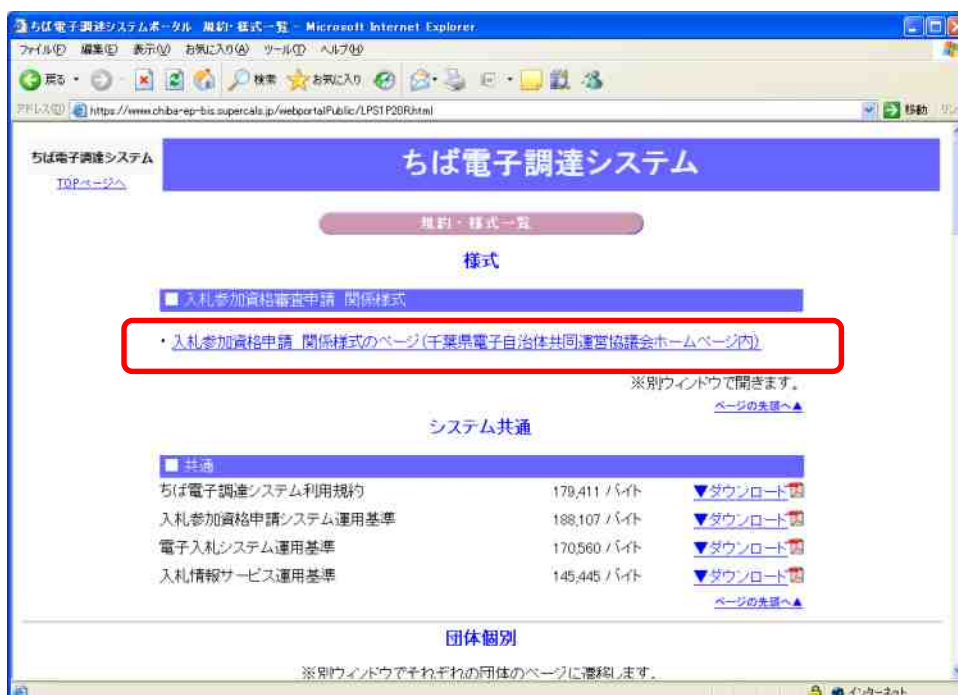 ちば電子調達システムポータル 規約・様式一覧 - Microsoft Internet Explorer
ファイル(F) 編集(E) 表示(V) お気に入り(A) ツール(T) ヘルプ(H)
戻る 検索 お気に入り
アドレス(D) https://www.chiba-ep-bis.supercals.jp/webportalPublic/LPS1P20R.html 移動 リン
ちば電子調達システム
TOPページへ
ちば電子調達システム
規約・様式一覧
様式
■ 入札参加資格審査申請 関係様式
・入札参加資格申請 関係様式のページ(千葉県電子自治体共同運営協議会ホームページ内)
※別ウィンドウで開きます。
ページの先頭へ▲
システム共通
■ 共通
ちば電子調達システム利用規約 179,411 バイト ▼ダウンロード
入札参加資格申請システム運用基準 188,107 バイト ▼ダウンロード
電子入札システム運用基準 170,560 バイト ▼ダウンロード
入札情報サービス運用基準 145,445 バイト ▼ダウンロード
ページの先頭へ▲
団体個別
※別ウィンドウでそれぞれの団体のページに遷移します。
インターネット